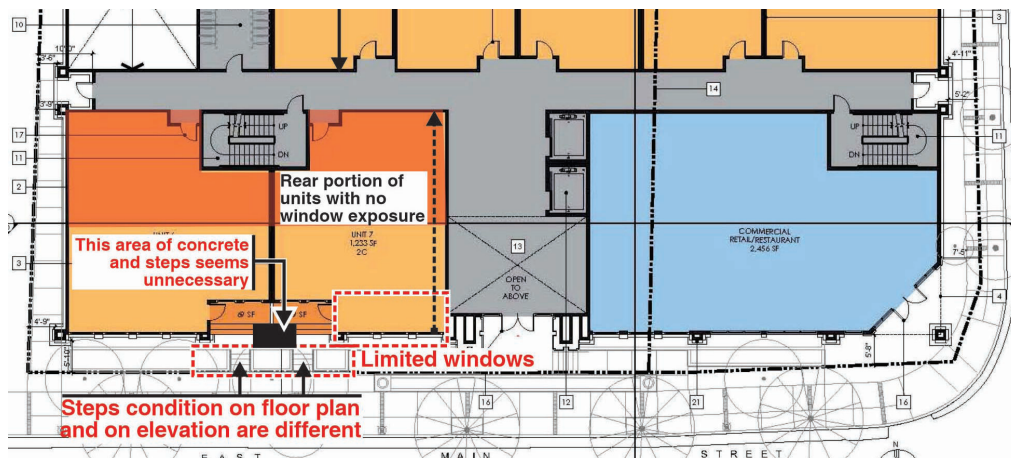 10
10'-0"
3'-6"
3'-9"
17
11
2
3
4'-9"
5'-10"
UP
DN
Rear portion of
units with no
window exposure
UNIT 7
1,233 SF
2C
This area of concrete
and steps seems
unnecessary
69 SF
SF
Limited windows
Steps condition on floor plan
and on elevation are different
13
OPEN
TO
ABOVE
14
3
4'-11"
5'-2"
11
UP
DN
COMMERCIAL
RETAIL/RESTAURANT
2,456 SF
7'-5"
4
5'-8"
16
12
21
16
EAST MAIN STREET
N